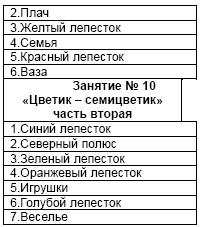 2.Плач
3.Желтый лепесток
4.Семья
5.Красный лепесток
6.Ваза
Занятие № 10
«Цветик – семицветик»
часть вторая
1.Синий лепесток
2.Северный полюс
3.Зеленый лепесток
4.Оранжевый лепесток
5.Игрушки
6.Голубой лепесток
7.Веселье